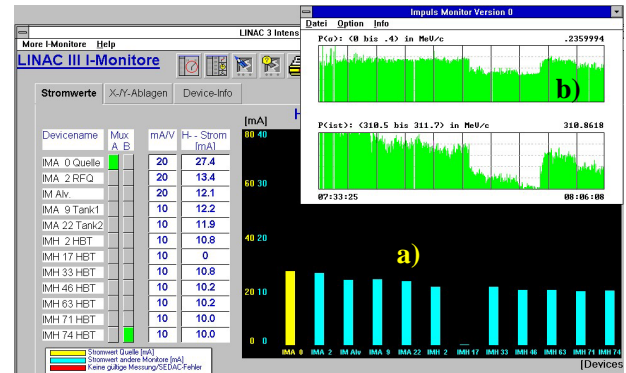 Impuls Monitor Version 0
Datei Option Info
P(σ): (0 bis .4) in MeV/c .2359994
b)
P(ist): (310.5 bis 311.7) in MeV/c 310.8618
07:33:25 08:06:08
LINAC 3 Intens
More I-Monitore Help
LINAC III I-Monitore
Stromwerte X-/Y-Ablagen Device-Info
Devicename Mux A B mA/V H- - Strom [mA]
IMA 0 Quelle 20 27.4
IMA 2 RFQ 20 13.4
IM Alv. 20 12.1
IMA 9 Tank1 10 12.2
IMA 22 Tank2 10 11.9
IMH 2 HBT 10 10.8
IMH 17 HBT 10 0
IMH 33 HBT 10 10.8
IMH 46 HBT 10 10.2
IMH 63 HBT 10 10.2
IMH 71 HBT 10 10.0
IMH 74 HBT 10 10.0
Stromwert Quelle [mA]
Stromwert andere Monitore [mA]
Keine gültige Messung/SEDAC-Fehler
[mA] H
80 40
60 30
40 20
20 10
0 0
a)
IMA 0 IMA 2 IM Alv IMA 9 IMA 22 IMH 2 IMH 17 IMH 33 IMH 46 IMH 63 IMH 71 IMH 74
[Devices